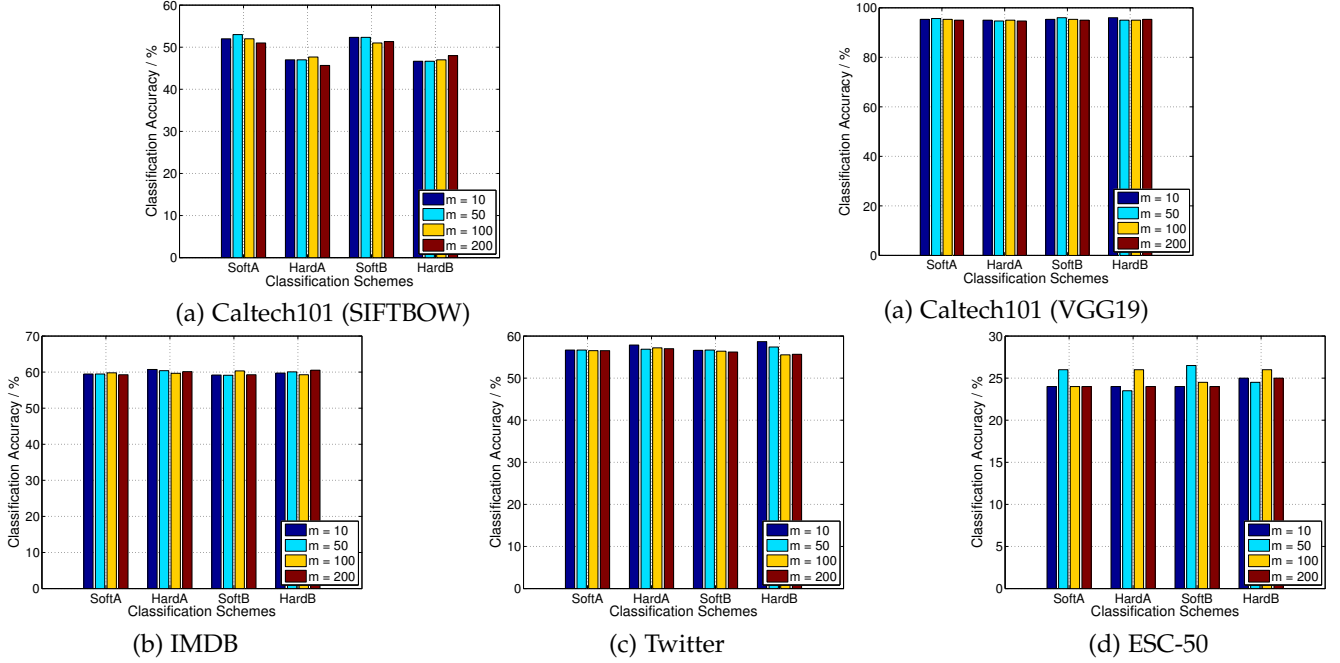 60
50
40
30
20
10
0
Classification Accuracy / %
SoftA HardA SoftB HardB
Classification Schemes
m = 10
m = 50
m = 100
m = 200
(a) Caltech101 (SIFTBOW)
100
80
60
40
20
0
Classification Accuracy / %
SoftA HardA SoftB HardB
Classification Schemes
m = 10
m = 50
m = 100
m = 200
(a) Caltech101 (VGG19)
70
60
50
40
30
20
10
0
Classification Accuracy / %
SoftA HardA SoftB HardB
Classification Schemes
m = 10
m = 50
m = 100
m = 200
(b) IMDB
60
50
40
30
20
10
0
Classification Accuracy / %
SoftA HardA SoftB HardB
Classification Schemes
m = 10
m = 50
m = 100
m = 200
(c) Twitter
30
25
20
15
10
5
0
Classification Accuracy / %
SoftA HardA SoftB HardB
Classification Schemes
m = 10
m = 50
m = 100
m = 200
(d) ESC-50